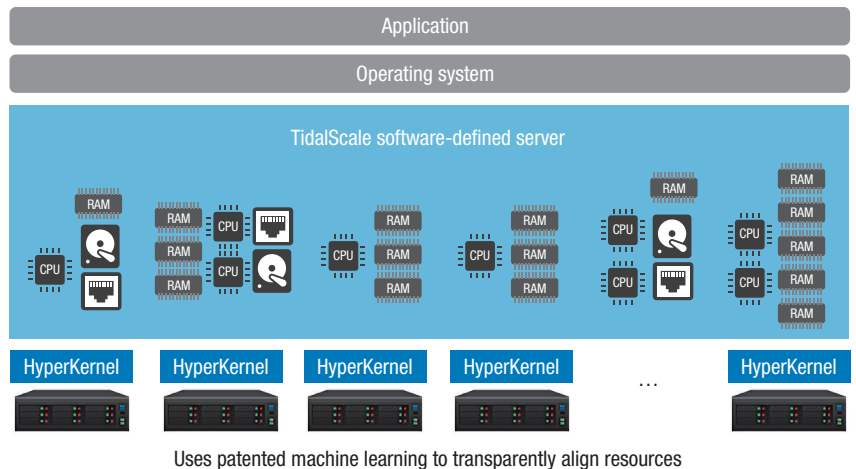 Application
Operating system
TidalScale software-defined server
RAM
CPU
RAM
RAM
RAM
CPU
CPU
CPU
RAM
RAM
RAM
CPU
RAM
RAM
RAM
RAM
CPU
CPU
CPU
CPU
RAM
RAM
RAM
RAM
RAM
HyperKernel
HyperKernel
HyperKernel
HyperKernel
...
HyperKernel
Uses patented machine learning to transparently align resources